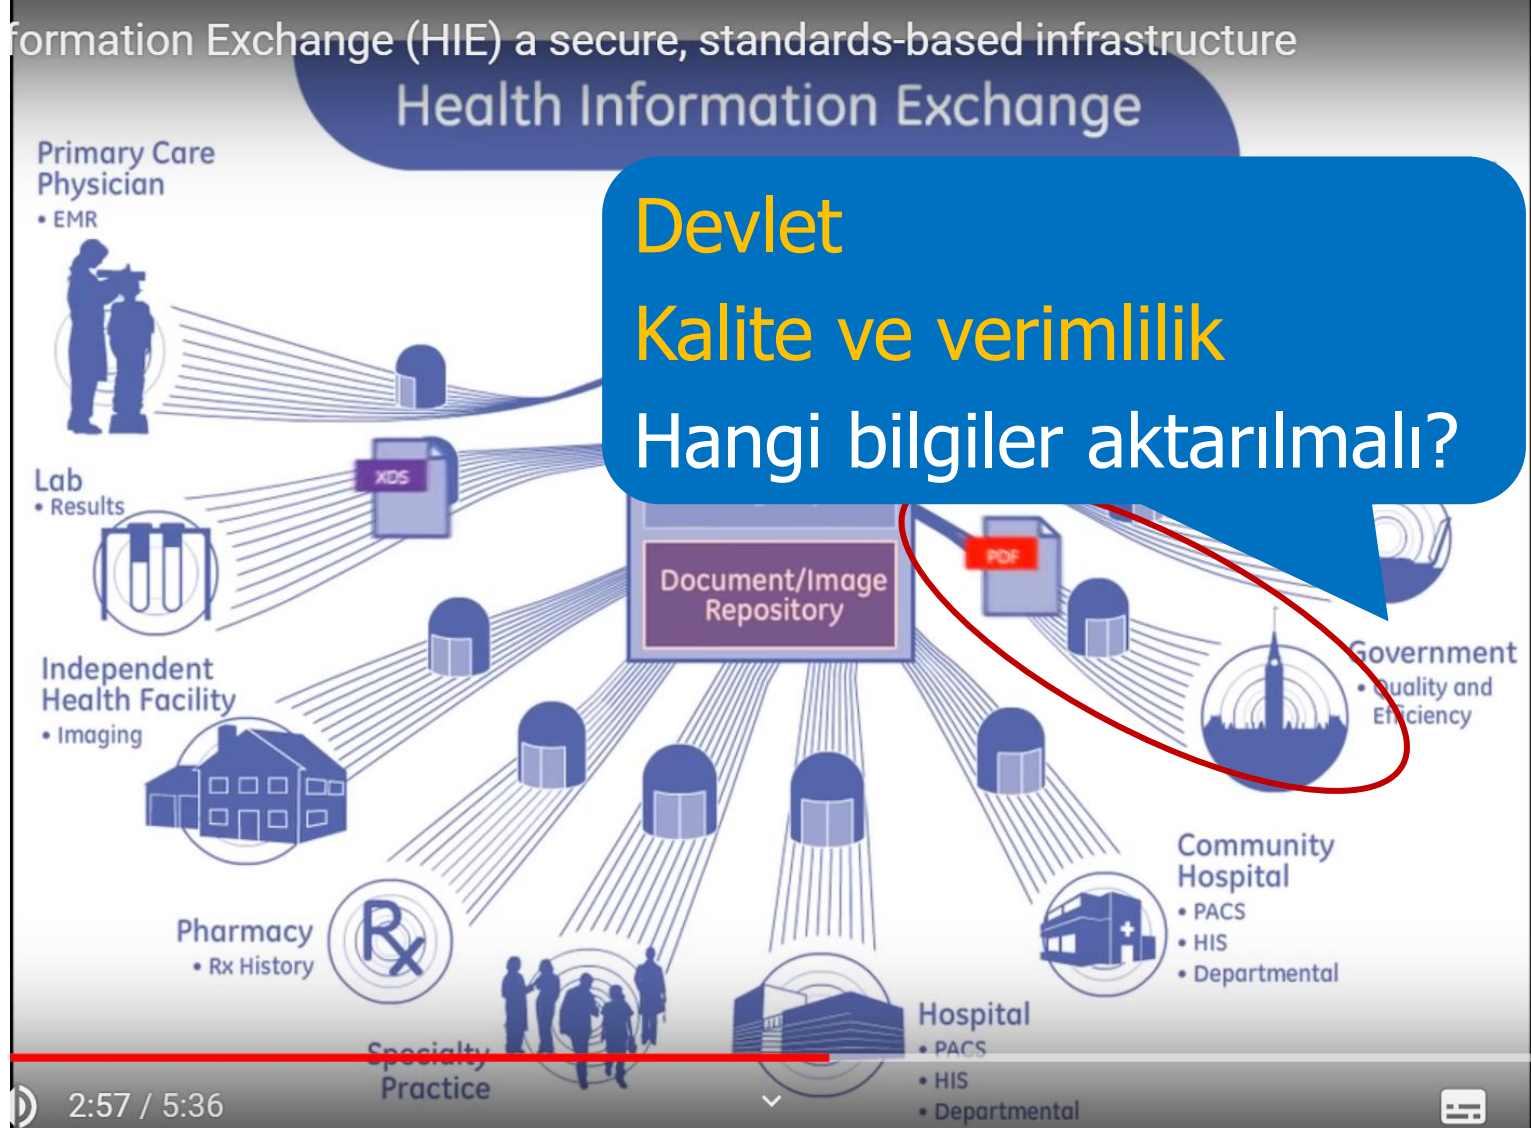 formation Exchange (HIE) a secure, standards-based infrastructure
Health Information Exchange
Primary Care
Physician
• EMR
Devlet
Kalite ve verimlilik
Hangi bilgiler aktarılmalı?
XDS
Lab
• Results
PDF
Document/Image
Repository
Independent
Health Facility
• Imaging
Government
• Quality and
Efficiency
Community
Hospital
• PACS
• HIS
• Departmental
Pharmacy
• Rx History
Rx
Specialty
Practice
Hospital
• PACS
• HIS
• Departmental
2:57 / 5:36